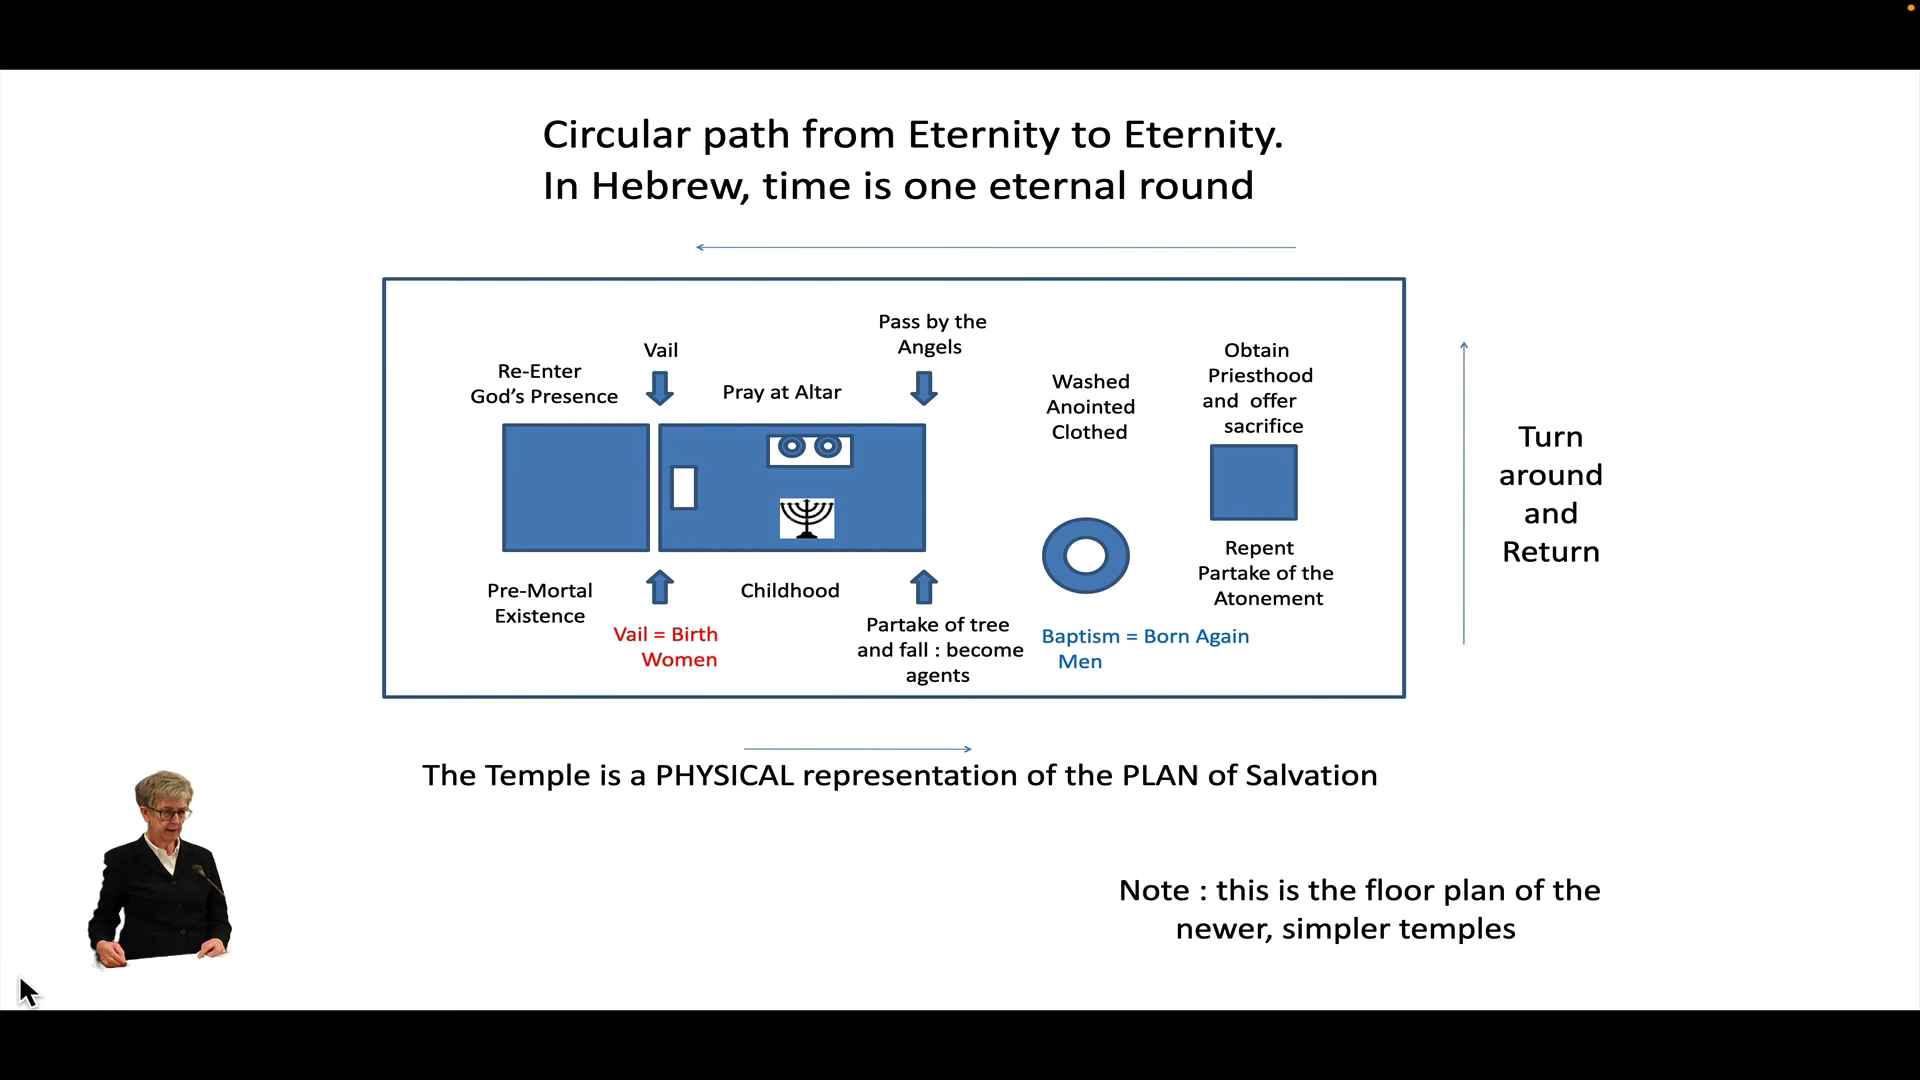 Circular path from Eternity to Eternity.
In Hebrew, time is one eternal round
Pass by the
Angels
Vail
Re-Enter
God's Presence
Pray at Altar
Washed
Anointed
Clothed
Obtain
Priesthood
and offer
sacrifice
Turn
around
and
Return
Pre-Mortal
Existence
Vail = Birth
Women
Childhood
Partake of tree
and fall : become
agents
Baptism = Born Again
Men
Repent
Partake of the
Atonement
The Temple is a PHYSICAL representation of the PLAN of Salvation
Note : this is the floor plan of the
newer, simpler temples